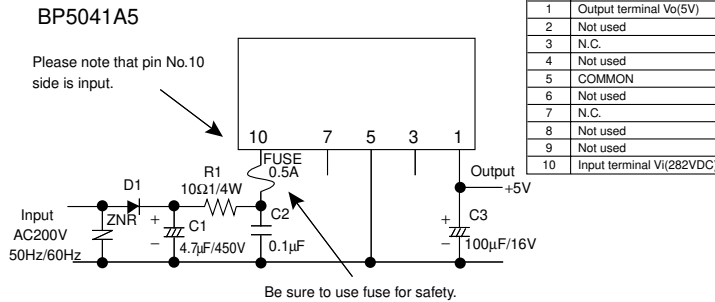 BP5041A5
Please note that pin No.10
side is input.
10 7 5 3 1
FUSE
0.5A
R1
10Ω1/4W
D1
Output
+5V
Input
AC200V
50Hz/60Hz
ZNR
+
C1
−
4.7μF/450V
C2
0.1μF
+
C3
−
100μF/16V
Be sure to use fuse for safety.
1 Output terminal Vo(5V)
2 Not used
3 N.C.
4 Not used
5 COMMON
6 Not used
7 N.C.
8 Not used
9 Not used
10 Input terminal Vi(282VDC)